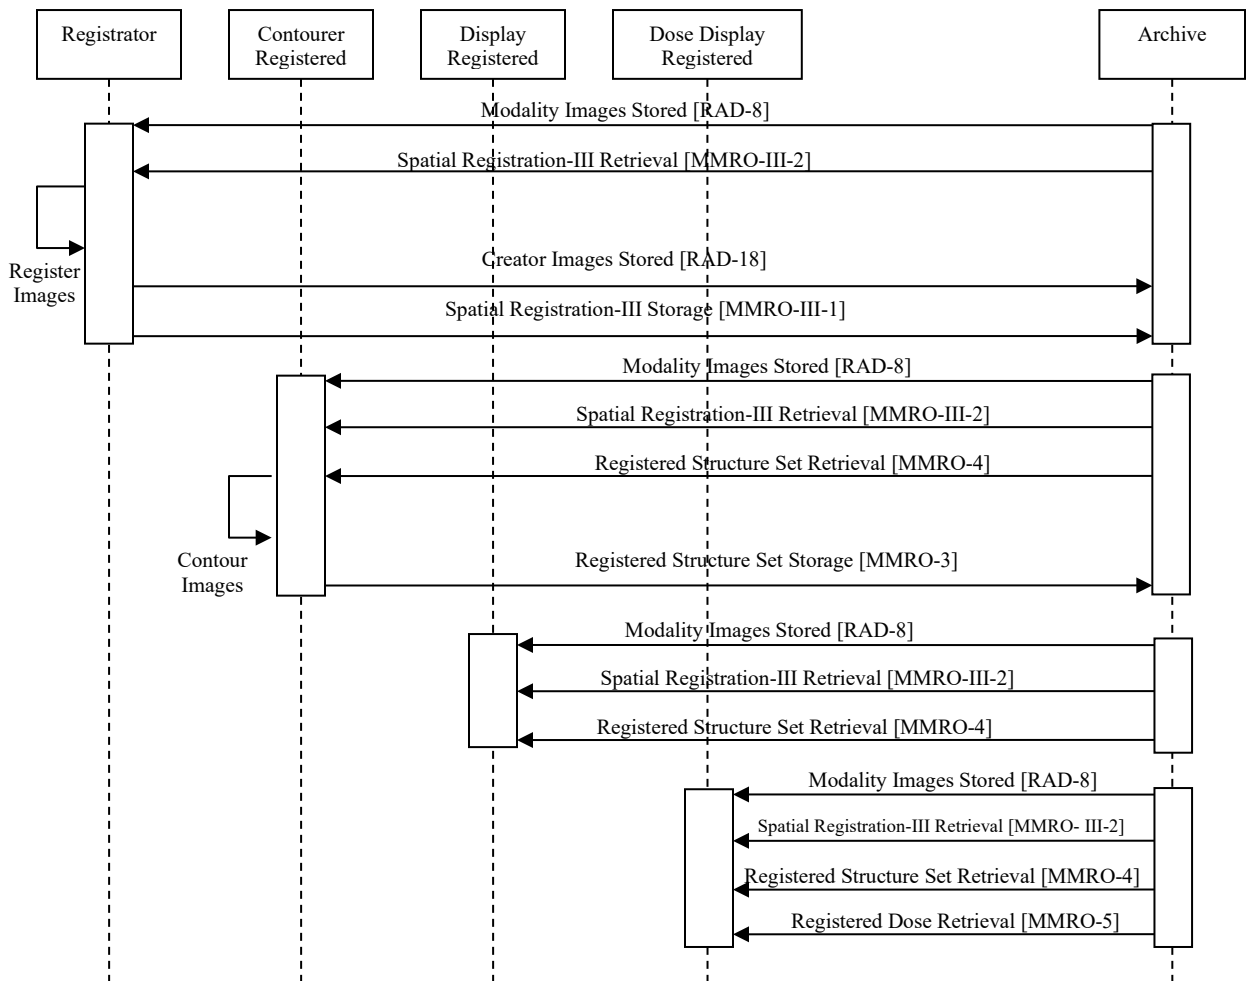 Registrator
Contourer
Registered
Display
Registered
Dose Display
Registered
Archive
Modality Images Stored [RAD-8]
Spatial Registration-III Retrieval [MMRO-III-2]
Register
Images
Creator Images Stored [RAD-18]
Spatial Registration-III Storage [MMRO-III-1]
Modality Images Stored [RAD-8]
Spatial Registration-III Retrieval [MMRO-III-2]
Registered Structure Set Retrieval [MMRO-4]
Contour
Images
Registered Structure Set Storage [MMRO-3]
Modality Images Stored [RAD-8]
Spatial Registration-III Retrieval [MMRO-III-2]
Registered Structure Set Retrieval [MMRO-4]
Modality Images Stored [RAD-8]
Spatial Registration-III Retrieval [MMRO- III-2]
Registered Structure Set Retrieval [MMRO-4]
Registered Dose Retrieval [MMRO-5]